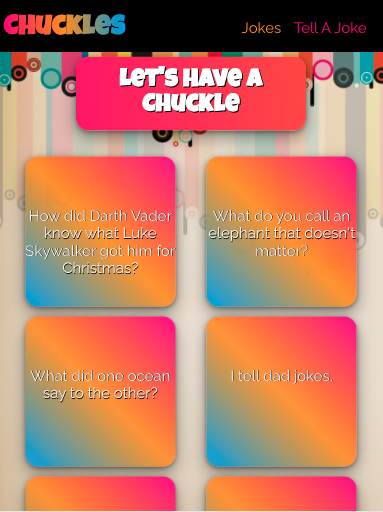 CHUCKLES
Jokes
Tell A Joke
Let's Have A
Chuckle
How did Darth Vader
know what Luke
Skywalker got him for
Christmas?
What do you call an
elephant that doesn't
matter?
What did one ocean
say to the other?
I tell dad jokes.